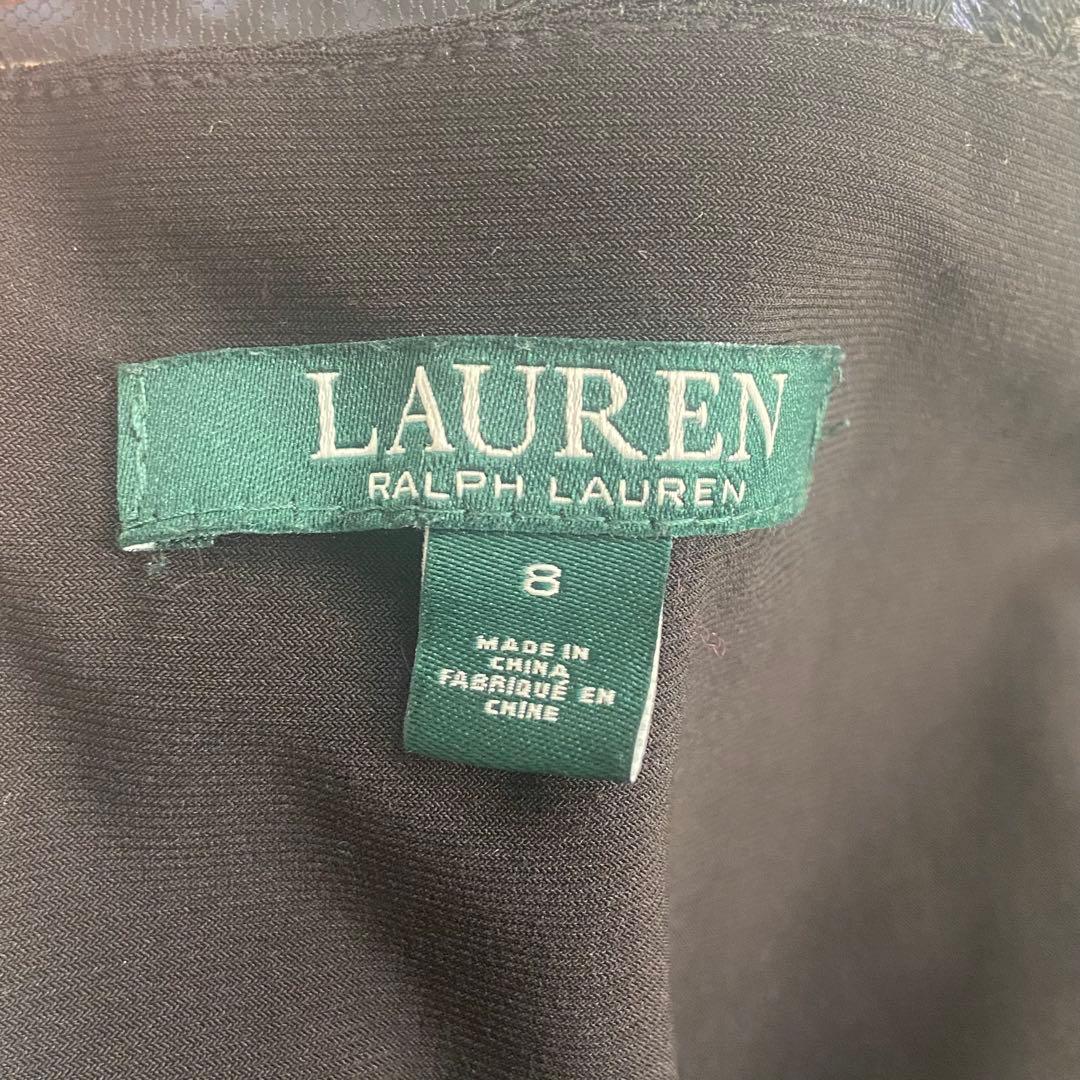 LAUREN
RALPH LAUREN
8
MADE IN
CHINA
FABRIQUÉ EN
CHINE